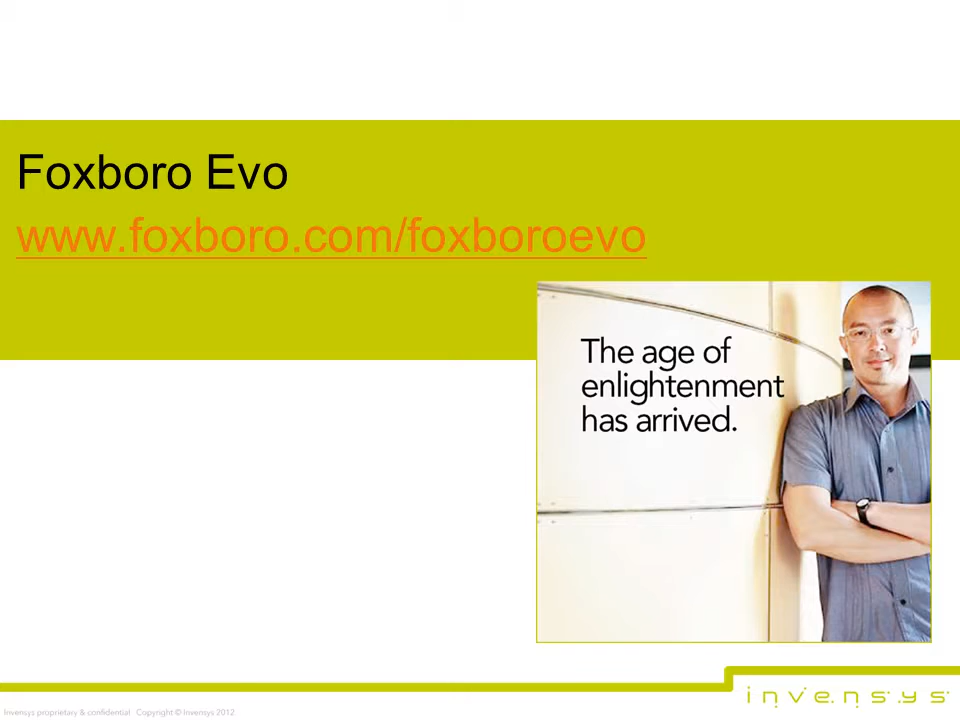 Foxboro Evo
www.foxboro.com/foxboroevo
The age of
enlightenment
has arrived.
invensys
Invensys proprietary & confidential Copyright © Invensys 2012